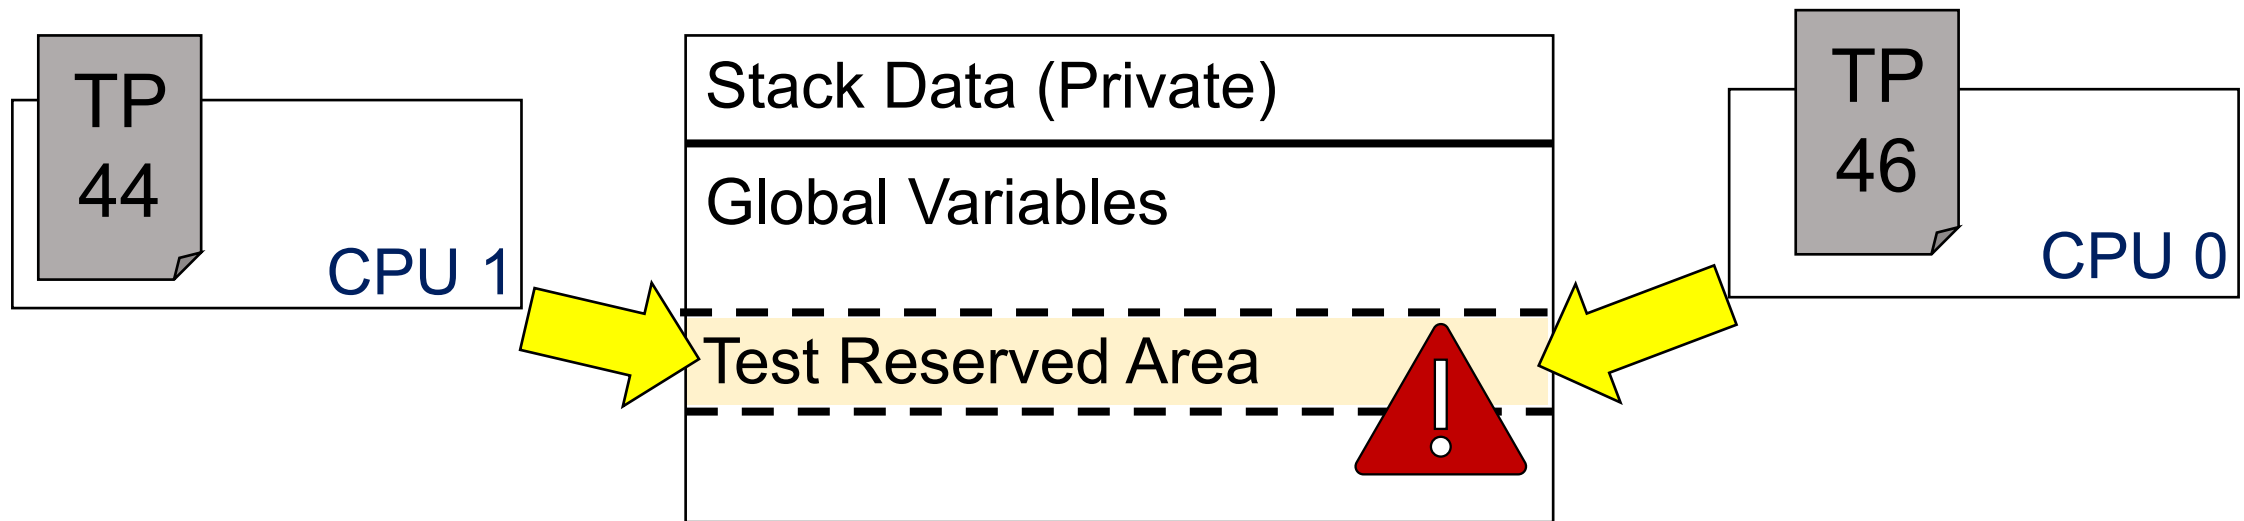 TP
44
CPU 1
Stack Data (Private)
Global Variables
Test Reserved Area
!
TP
46
CPU 0